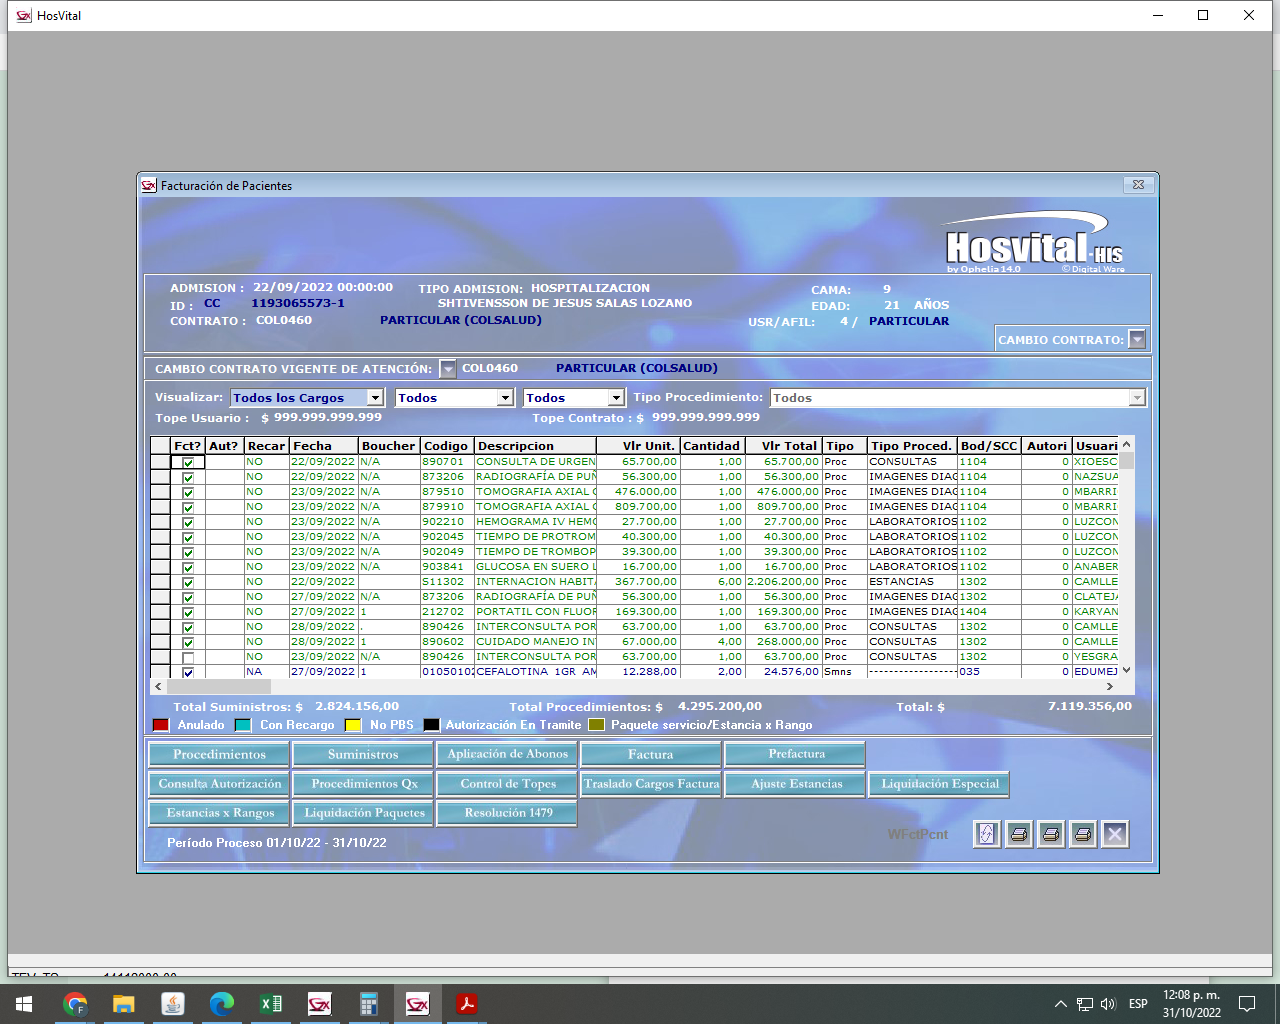 HosVital
Facturación de Pacientes
Hosvital-HIS
by Ophelia 14.0 © Digital Ware
ADMISION : 22/09/2022 00:00:00 TIPO ADMISION: HOSPITALIZACION CAMA: 9
ID : CC 1193065573-1 SHTIVENSSON DE JESUS SALAS LOZANO EDAD: 21 AÑOS
CONTRATO : COL0460 PARTICULAR (COLSALUD) USR/AFIL: 4 / PARTICULAR
CAMBIO CONTRATO:
CAMBIO CONTRATO VIGENTE DE ATENCIÓN: COL0460 PARTICULAR (COLSALUD)
Visualizar: Todos los Cargos Todos Todos Tipo Procedimiento: Todos
Tope Usuario : $ 999.999.999.999 Tope Contrato : $ 999.999.999.999
Fct? Aut? Recar Fecha Boucher Codigo Descripcion Vlr Unit. Cantidad Vlr Total Tipo Tipo Proced. Bod/SCC Autori Usuari
NO 22/09/2022 N/A 890701 CONSULTA DE URGEN 65.700,00 1,00 65.700,00 Proc CONSULTAS 1104 0 XIOESC
NO 22/09/2022 N/A 873206 RADIOGRAFÍA DE PUÑ 56.300,00 1,00 56.300,00 Proc IMAGENES DIAG 1104 0 NAZSUA
NO 23/09/2022 N/A 879510 TOMOGRAFIA AXIAL C 476.000,00 1,00 476.000,00 Proc IMAGENES DIAG 1104 0 MBARRI
NO 23/09/2022 N/A 879910 TOMOGRAFIA AXIAL C 809.700,00 1,00 809.700,00 Proc IMAGENES DIAG 1104 0 MBARRI
NO 23/09/2022 N/A 902210 HEMOGRAMA IV HEMO 27.700,00 1,00 27.700,00 Proc LABORATORIOS 1102 0 LUZCON
NO 23/09/2022 N/A 902045 TIEMPO DE PROTROM 40.300,00 1,00 40.300,00 Proc LABORATORIOS 1102 0 LUZCON
NO 23/09/2022 N/A 902049 TIEMPO DE TROMBOP 39.300,00 1,00 39.300,00 Proc LABORATORIOS 1102 0 LUZCON
NO 23/09/2022 N/A 903841 GLUCOSA EN SUERO L 16.700,00 1,00 16.700,00 Proc LABORATORIOS 1102 0 ANABER
NO 22/09/2022 S11302 INTERNACION HABITA 367.700,00 6,00 2.206.200,00 Proc ESTANCIAS 1302 0 CAMLLE
NO 27/09/2022 N/A 873206 RADIOGRAFÍA DE PUÑ 56.300,00 1,00 56.300,00 Proc IMAGENES DIAG 1302 0 CLATEJA
NO 27/09/2022 1 212702 PORTATIL CON FLUOR 169.300,00 1,00 169.300,00 Proc IMAGENES DIAG 1404 0 KARYAN
NO 28/09/2022 . 890426 INTERCONSULTA POR 63.700,00 1,00 63.700,00 Proc CONSULTAS 1302 0 CAMLLE
NO 28/09/2022 1 890602 CUIDADO MANEJO IN 67.000,00 4,00 268.000,00 Proc CONSULTAS 1302 0 CAMLLE
NO 23/09/2022 N/A 890426 INTERCONSULTA POR 63.700,00 1,00 63.700,00 Proc CONSULTAS 1302 0 YESGRA
NA 27/09/2022 1 01050102 CEFALOTINA 1GR AM 12.288,00 2,00 24.576,00 Smns ----------------- 035 0 EDUMEJ
Total Suministros: $ 2.824.156,00 Total Procedimientos: $ 4.295.200,00 Total: $ 7.119.356,00
Anulado Con Recargo No PBS Autorización En Tramite Paquete servicio/Estancia x Rango
Procedimientos Suministros Aplicación de Abonos Factura Prefactura
Consulta Autorización Procedimientos Qx Control de Topes Traslado Cargos Factura Ajuste Estancias Liquidación Especial
Estancias x Rangos Liquidación Paquetes Resolución 1479
WFctPcnt
Período Proceso 01/10/22 - 31/10/22
ESP 12:08 p. m.
31/10/2022